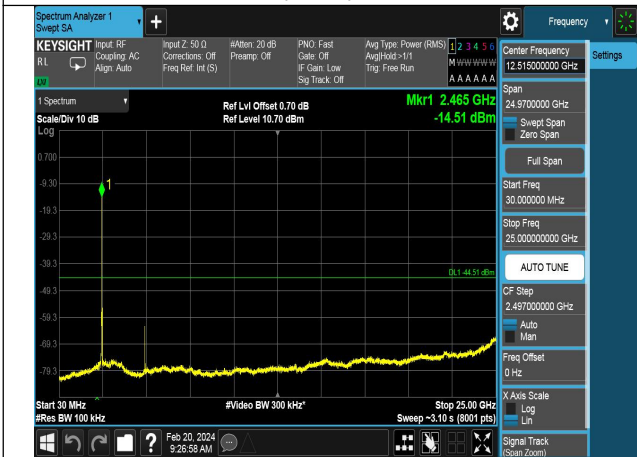 Spectrum Analyzer 1
Swept SA
+
Frequency
KEYSIGHT
RL
Input: RF
Coupling: AC
Align: Auto
Input Z: 50 Ω
Corrections: Off
Freq Ref: Int (S)
#Atten: 20 dB
Preamp: Off
PNO: Fast
Gate: Off
IF Gain: Low
Sig Track: Off
Avg Type: Power (RMS)
Avg|Hold:>1/1
Trig: Free Run
1 2 3 4 5 6
M W W W W W
A A A A A A
1 Spectrum
Scale/Div 10 dB
Log
Ref Lvl Offset 0.70 dB
Ref Level 10.70 dBm
Mkr1 2.465 GHz
-14.51 dBm
0.700
-9.30
-19.3
-29.3
-39.3
-49.3
-59.3
-69.3
-79.3
1
DL1 -44.51 dBm
Start 30 MHz
#Res BW 100 kHz
#Video BW 300 kHz*
Stop 25.00 GHz
Sweep ~3.10 s (8001 pts)
Center Frequency
12.515000000 GHz
Settings
Span
24.9700000 GHz
Swept Span
Zero Span
Full Span
Start Freq
30.000000 MHz
Stop Freq
25.000000000 GHz
AUTO TUNE
CF Step
2.497000000 GHz
Auto
Man
Freq Offset
0 Hz
X Axis Scale
Log
Lin
Signal Track
(Span Zoom)
?
Feb 20, 2024
9:26:58 AM